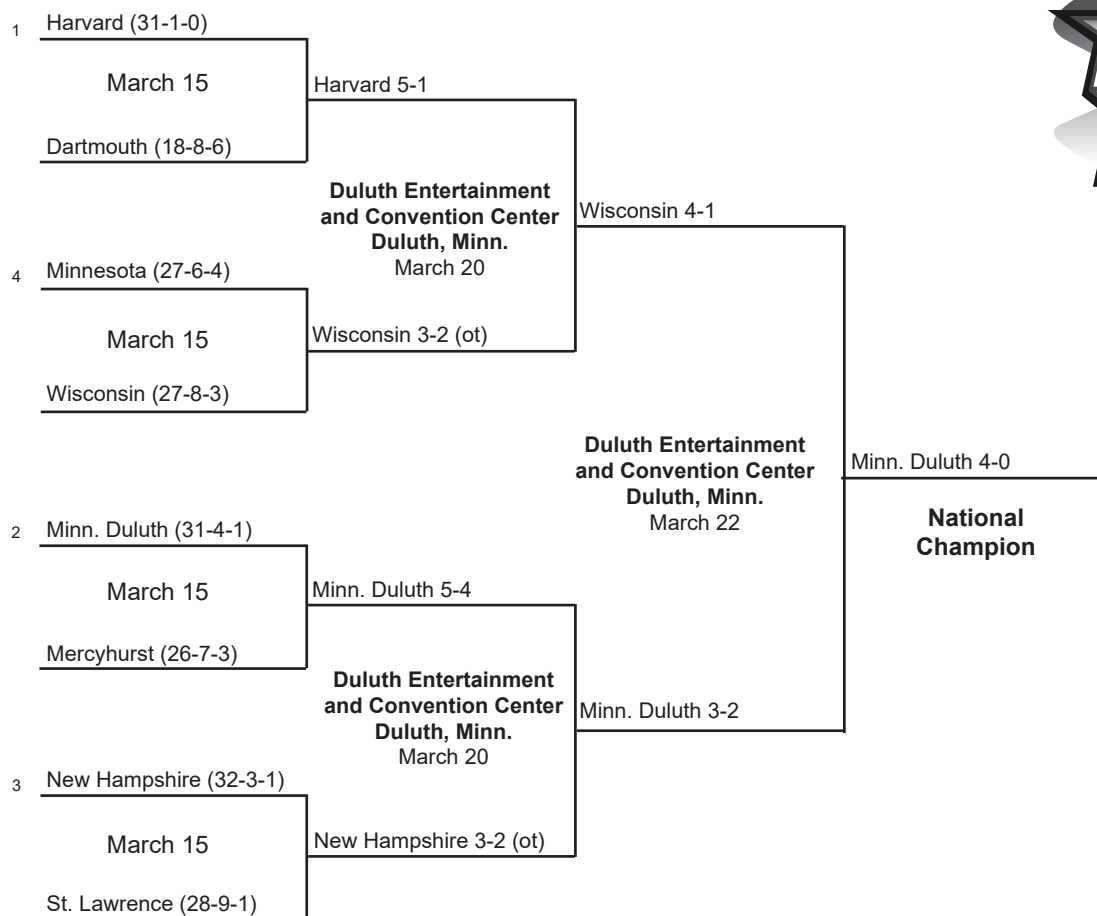 1 Harvard (31-1-0)
March 15
Dartmouth (18-8-6)
Harvard 5-1
Duluth Entertainment
and Convention Center
Duluth, Minn.
March 20
4 Minnesota (27-6-4)
March 15
Wisconsin (27-8-3)
Wisconsin 3-2 (ot)
Wisconsin 4-1
Duluth Entertainment
and Convention Center
Duluth, Minn.
March 22
Minn. Duluth 4-0
National
Champion
2 Minn. Duluth (31-4-1)
March 15
Mercyhurst (26-7-3)
Minn. Duluth 5-4
Duluth Entertainment
and Convention Center
Duluth, Minn.
March 20
Minn. Duluth 3-2
3 New Hampshire (32-3-1)
March 15
St. Lawrence (28-9-1)
New Hampshire 3-2 (ot)